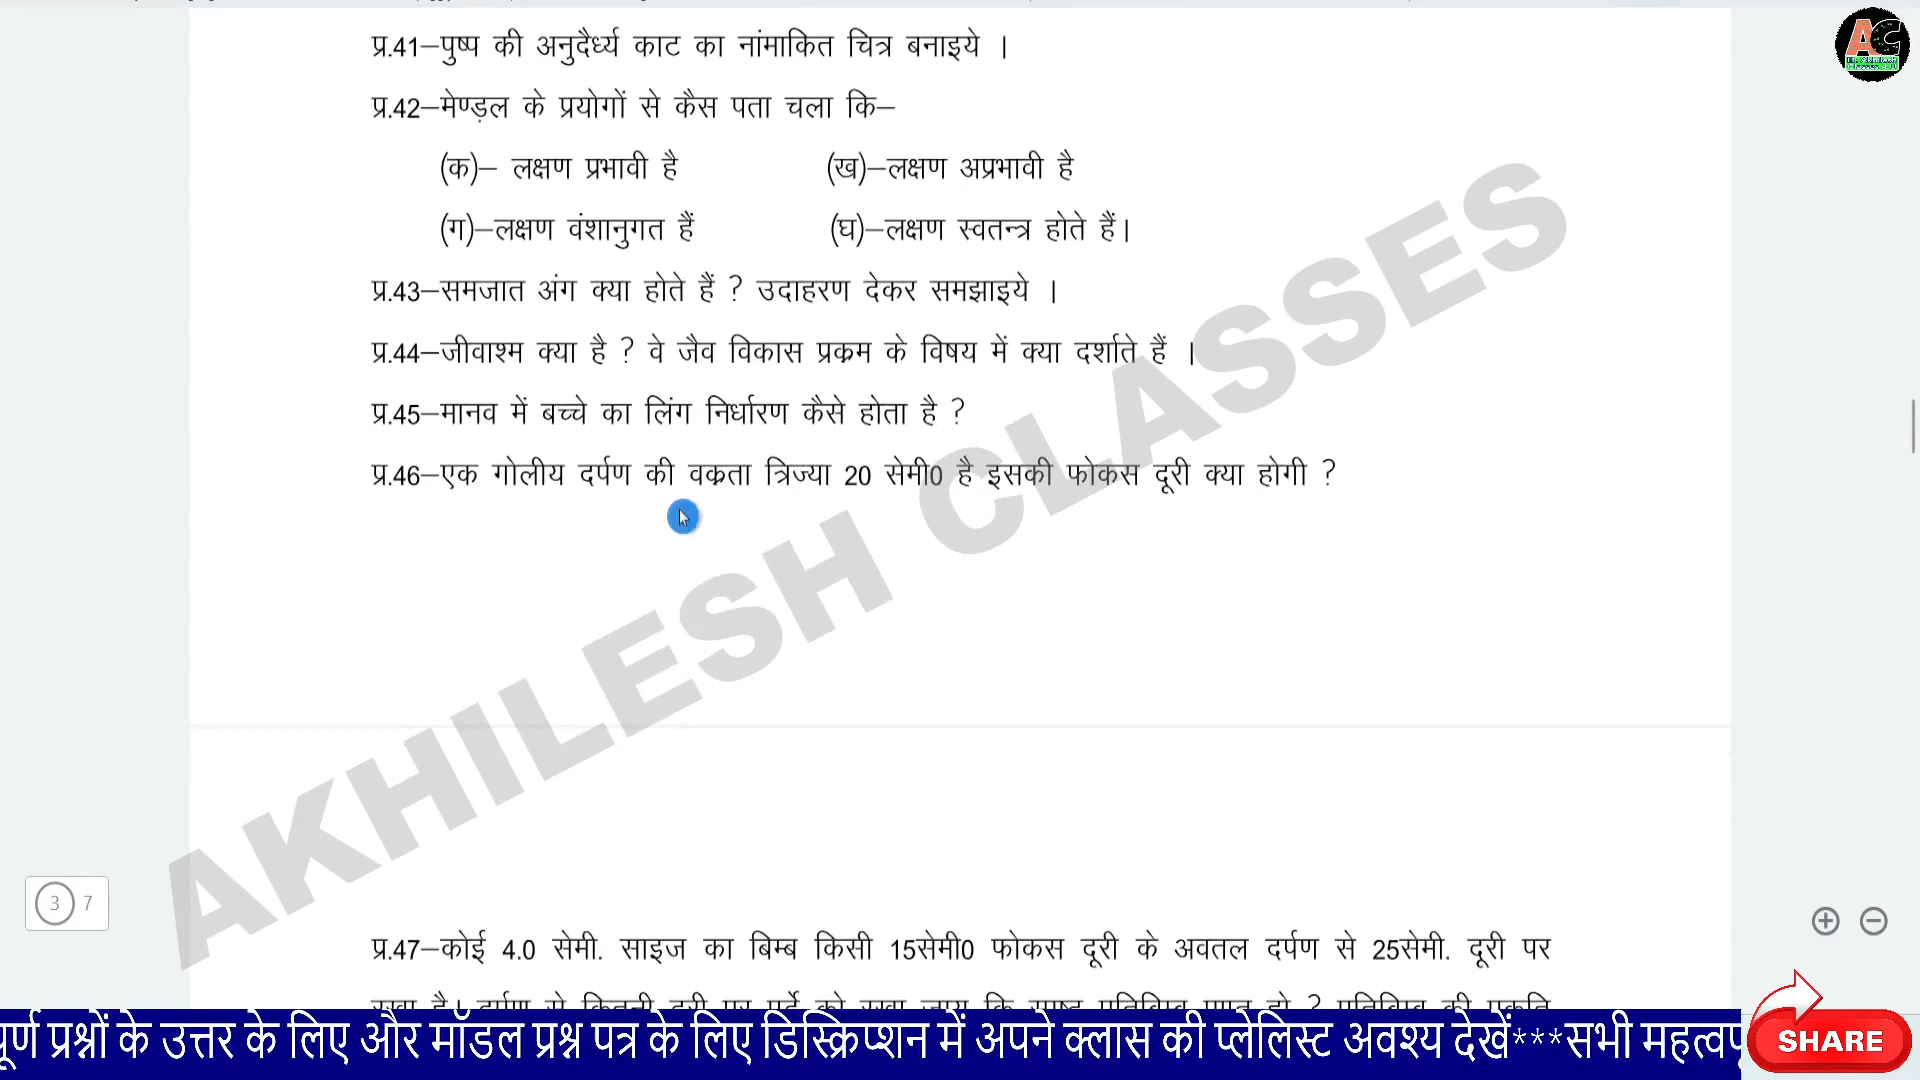 प्र.41–पुष्प की अनुदैर्ध्य काट का नांमाकित चित्र बनाइये ।
प्र.42–मेण्ड़ल के प्रयोगों से कैस पता चला कि–
(क)– लक्षण प्रभावी है (ख)–लक्षण अप्रभावी है
(ग)–लक्षण वंशानुगत हैं (घ)–लक्षण स्वतन्त्र होते हैं।
प्र.43–समजात अंग क्या होते हैं ? उदाहरण देकर समझाइये ।
प्र.44–जीवाश्म क्या है ? वे जैव विकास प्रक्रम के विषय में क्या दर्शाते हैं ।
प्र.45–मानव में बच्चे का लिंग निर्धारण कैसे होता है ?
प्र.46–एक गोलीय दर्पण की वक्रता त्रिज्या 20 सेमी0 है इसकी फोकस दूरी क्या होगी ?
AKHILESH CLASSES
3 7
प्र.47–कोई 4.0 सेमी. साइज का बिम्ब किसी 15सेमी0 फोकस दूरी के अवतल दर्पण से 25सेमी. दूरी पर
पूर्ण प्रश्नों के उत्तर के लिए और मॉडल प्रश्न पत्र के लिए डिस्क्रिप्शन में अपने क्लास की प्लेलिस्ट अवश्य देखें***सभी महत्वपू
SHARE
AC